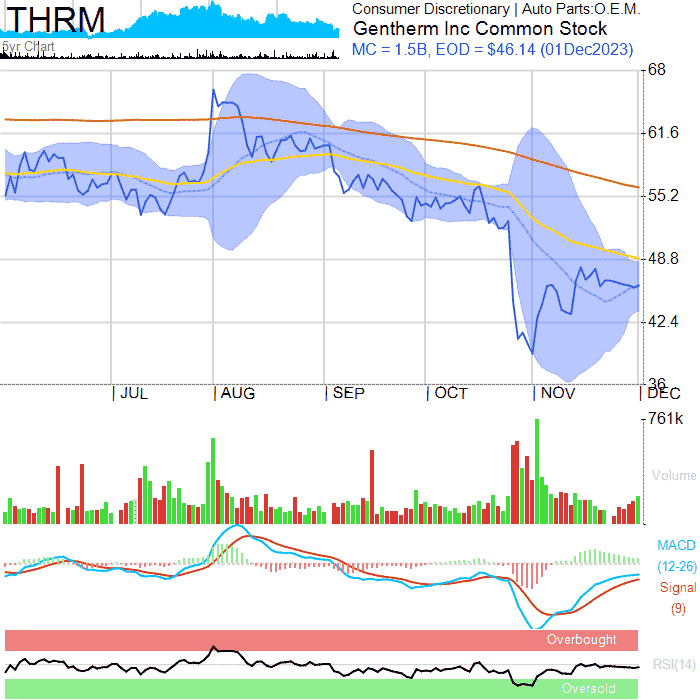 THRM
5yr Chart
Consumer Discretionary | Auto Parts:O.E.M.
Gentherm Inc Common Stock
MC = 1.5B, EOD = $46.14 (01Dec2023)
68
61.6
55.2
48.8
42.4
36
JUL
AUG
SEP
OCT
NOV
DEC
761k
Volume
MACD
(12-26)
Signal
(9)
Overbought
RSI(14)
Oversold